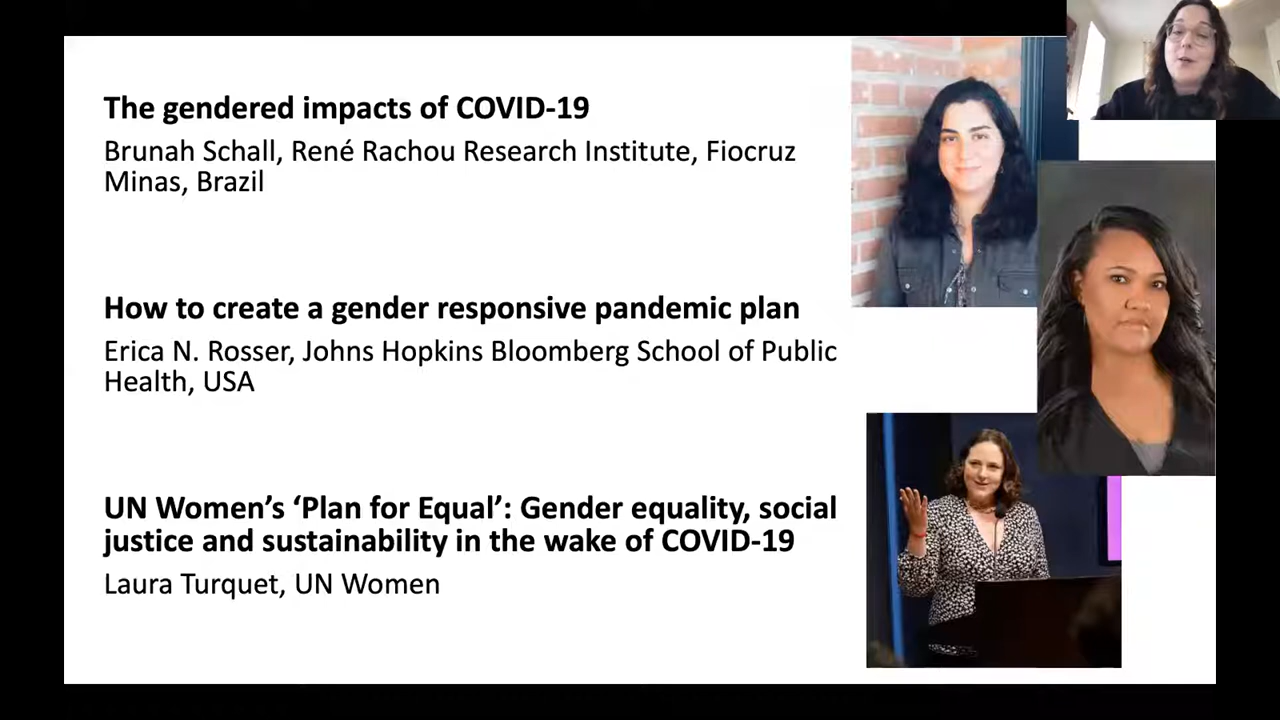 The gendered impacts of COVID-19
Brunah Schall, René Rachou Research Institute, Fiocruz
Minas, Brazil
How to create a gender responsive pandemic plan
Erica N. Rosser, Johns Hopkins Bloomberg School of Public
Health, USA
UN Women’s ‘Plan for Equal’: Gender equality, social
justice and sustainability in the wake of COVID-19
Laura Turquet, UN Women